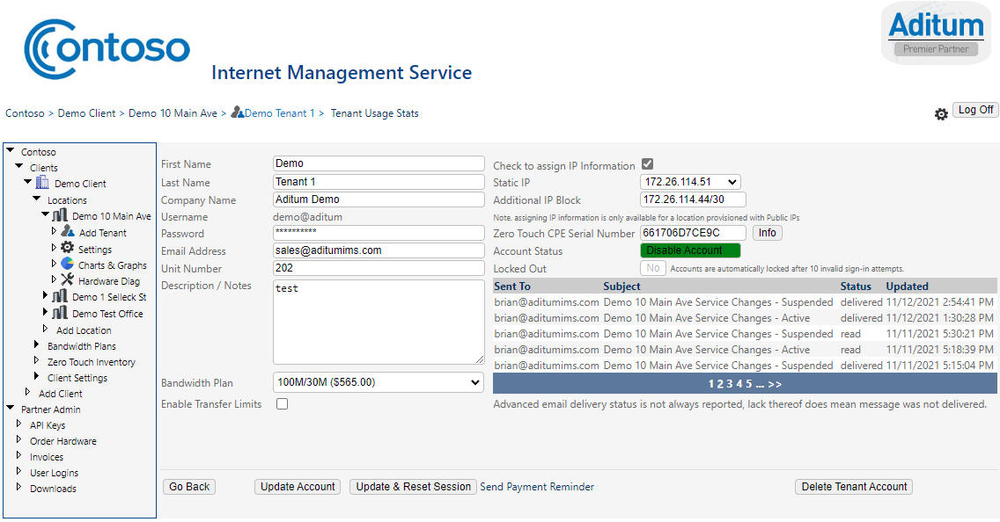 Contoso
Internet Management Service
Aditum
Premier Partner
Contoso > Demo Client > Demo 10 Main Ave > Demo Tenant 1 > Tenant Usage Stats
Log Off
Contoso
Clients
Demo Client
Locations
Demo 10 Main Ave
Add Tenant
Settings
Charts & Graphs
Hardware Diag
Demo 1 Selleck St
Demo Test Office
Add Location
Bandwidth Plans
Zero Touch Inventory
Client Settings
Add Client
Partner Admin
API Keys
Order Hardware
Invoices
User Logins
Downloads
First Name Demo
Last Name Tenant 1
Company Name Aditum Demo
Username demo@aditum
Password **********
Email Address sales@aditumims.com
Unit Number 202
Description / Notes test
Bandwidth Plan 100M/30M ($565.00)
Enable Transfer Limits
Check to assign IP Information
Static IP 172.26.114.51
Additional IP Block 172.26.114.44/30
Note. assigning IP information is only available for a location provisioned with Public IPs
Zero Touch CPE Serial Number 661706D7CE9C Info
Account Status Disable Account
Locked Out No Accounts are automatically locked after 10 invalid sign-in attempts.
Sent To Subject Status Updated
brian@aditumims.com Demo 10 Main Ave Service Changes - Suspended delivered 11/12/2021 2:54:41 PM
brian@aditumims.com Demo 10 Main Ave Service Changes - Active delivered 11/12/2021 1:30:28 PM
brian@aditumims.com Demo 10 Main Ave Service Changes - Suspended read 11/11/2021 5:30:21 PM
brian@aditumims.com Demo 10 Main Ave Service Changes - Active read 11/11/2021 5:18:39 PM
brian@aditumims.com Demo 10 Main Ave Service Changes - Suspended delivered 11/11/2021 5:15:04 PM
1 2 3 4 5 ... >>
Advanced email delivery status is not always reported, lack thereof does mean message was not delivered.
Go Back Update Account Update & Reset Session Send Payment Reminder Delete Tenant Account